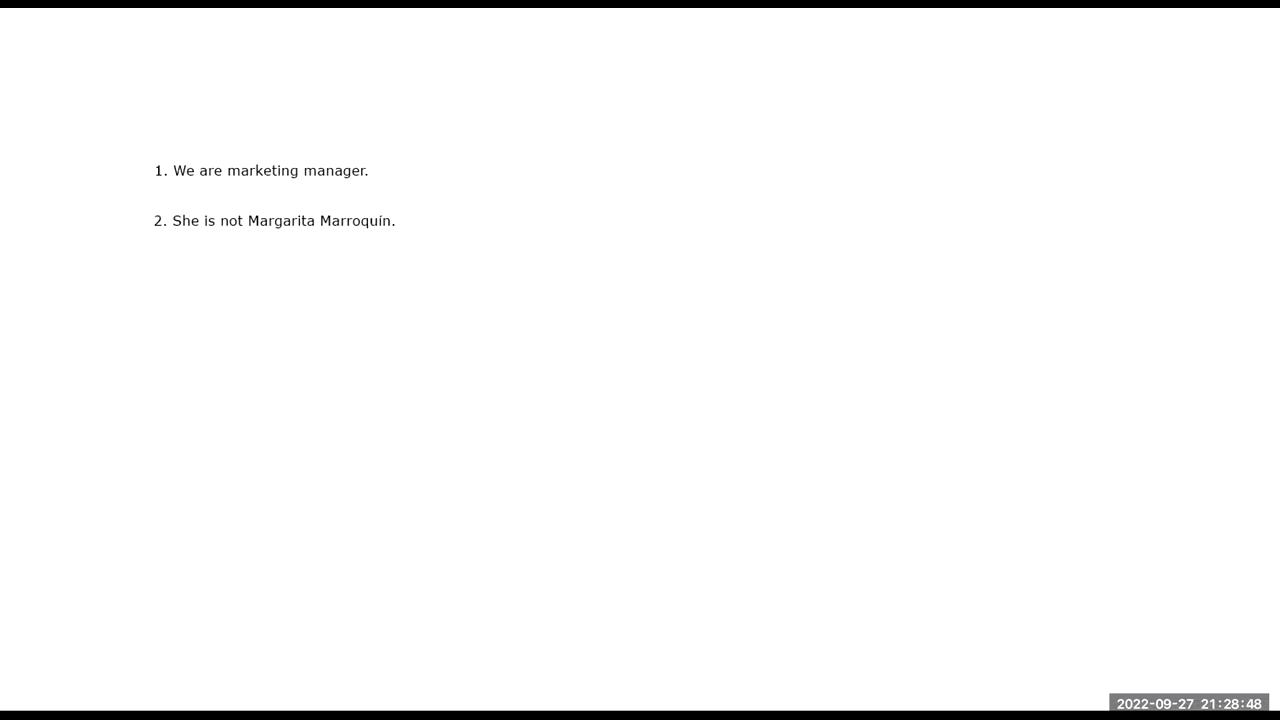 1. We are marketing manager.
2. She is not Margarita Marroquín.
2022-09-27 21:28:48